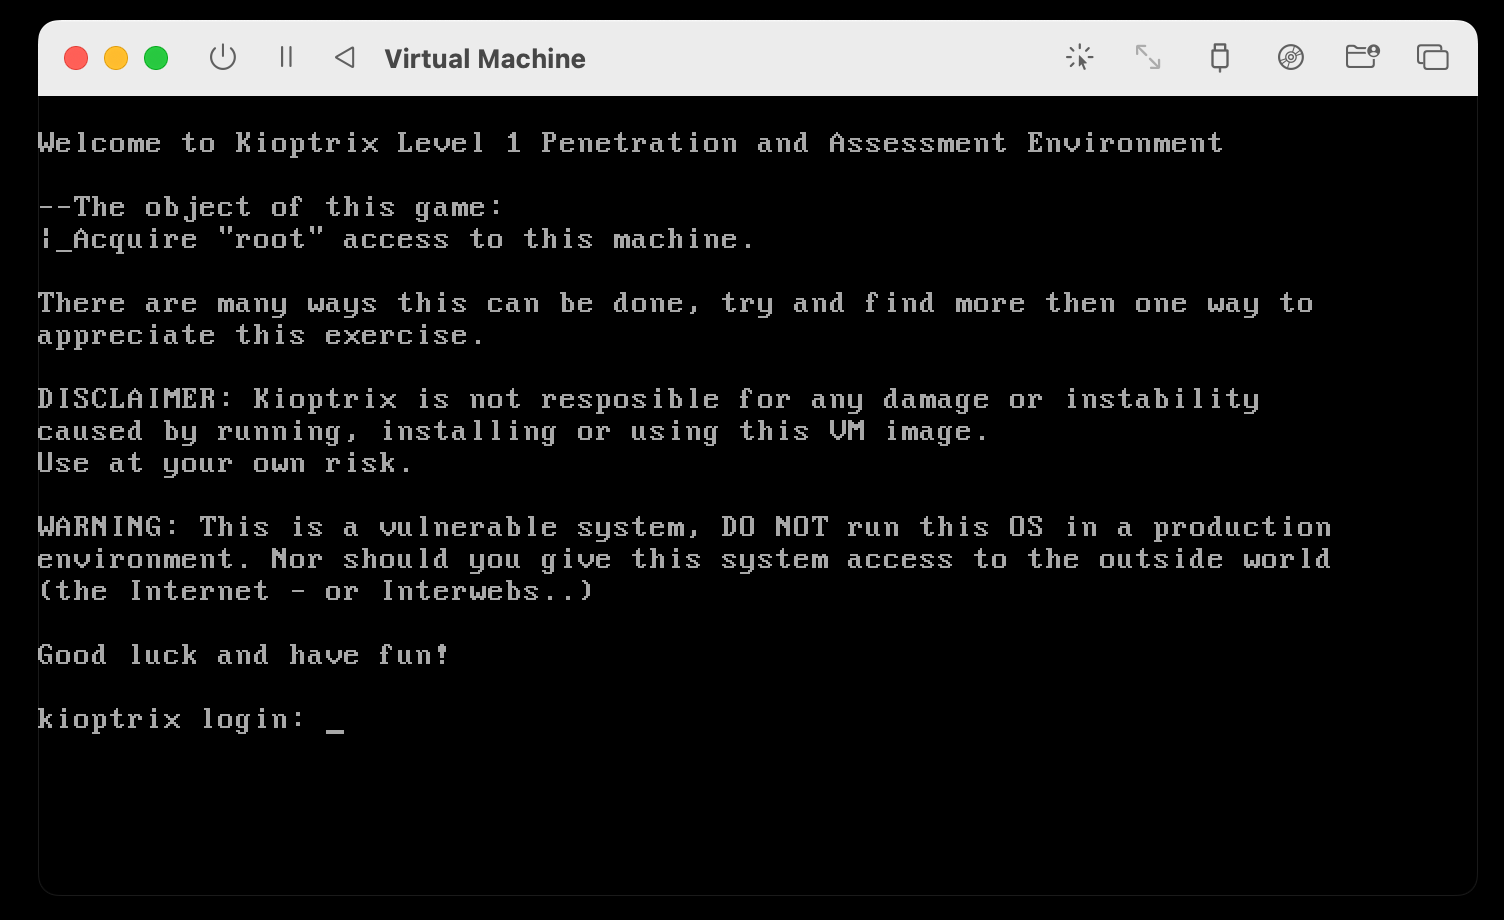 Virtual Machine
Welcome to Kioptrix Level 1 Penetration and Assessment Environment
--The object of this game:
|_Acquire "root" access to this machine.
There are many ways this can be done, try and find more then one way to
appreciate this exercise.
DISCLAIMER: Kioptrix is not resposible for any damage or instability
caused by running, installing or using this VM image.
Use at your own risk.
WARNING: This is a vulnerable system, DO NOT run this OS in a production
environment. Nor should you give this system access to the outside world
(the Internet - or Interwebs..)
Good luck and have fun!
kioptrix login: _